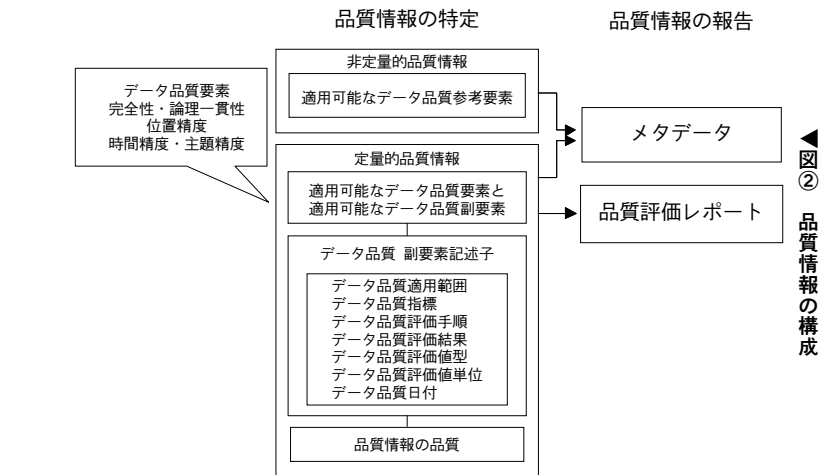 品質情報の特定
品質情報の報告
非定量的品質情報
適用可能なデータ品質参考要素
データ品質要素
完全性・論理一貫性
位置精度
時間精度・主題精度
定量的品質情報
適用可能なデータ品質要素と
適用可能なデータ品質副要素
データ品質 副要素記述子
データ品質適用範囲
データ品質指標
データ品質評価手順
データ品質評価結果
データ品質評価値型
データ品質評価値単位
データ品質日付
品質情報の品質
メタデータ
品質評価レポート
◀図② 品質情報の構成